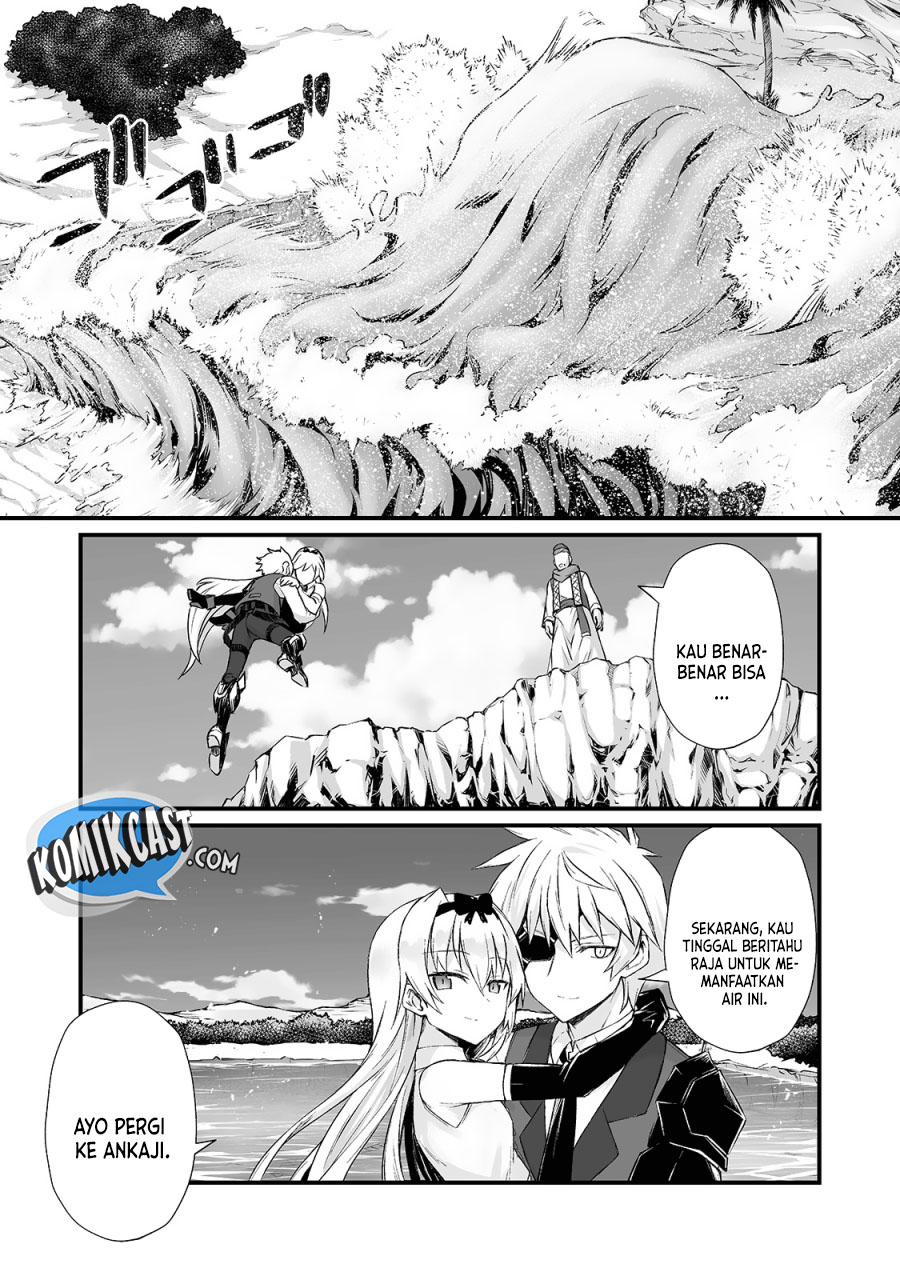 ゴゴゴ
KAU BENAR-
BENAR BISA
...
KOMIKCAST
.COM
SEKARANG, KAU
TINGGAL BERITAHU
RAJA UNTUK ME-
MANFAATKAN
AIR INI.
AYO PERGI
KE ANKAJI.